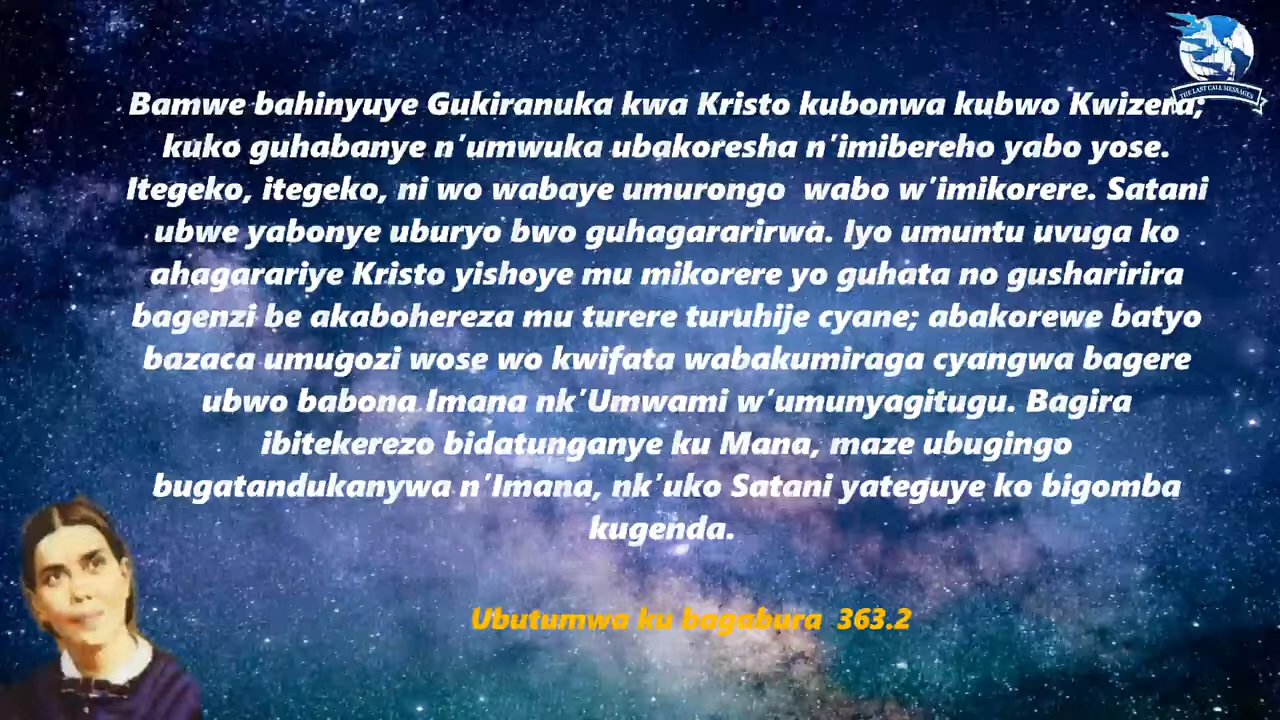 THE LAST CALL MESSAGES
Bamwe bahinyuye Gukiranuka kwa Kristo kubonwa kubwo Kwizera;
kuko guhabanye n’umwuka ubakoresha n’imibereho yabo yose.
Itegeko, itegeko, ni wo wabaye umurongo wabo w’imikorere. Satani
ubwe yabonye uburyo bwo guhagararirwa. Iyo umuntu uvuga ko
ahagarariye Kristo yishoye mu mikorere yo guhata no gusharirira
bagenzi be akabohereza mu turere turuhije cyane; abakorewe batyo
bazaca umugozi wose wo kwifata wabakumiraga cyangwa bagere
ubwo babona Imana nk’Umwami w’umunyagitugu. Bagira
ibitekerezo bidatunganye ku Mana, maze ubugingo
bugatandukanywa n’Imana, nk’uko Satani yateguye ko bigomba
kugenda.
Ubutumwa ku bagabura 363.2